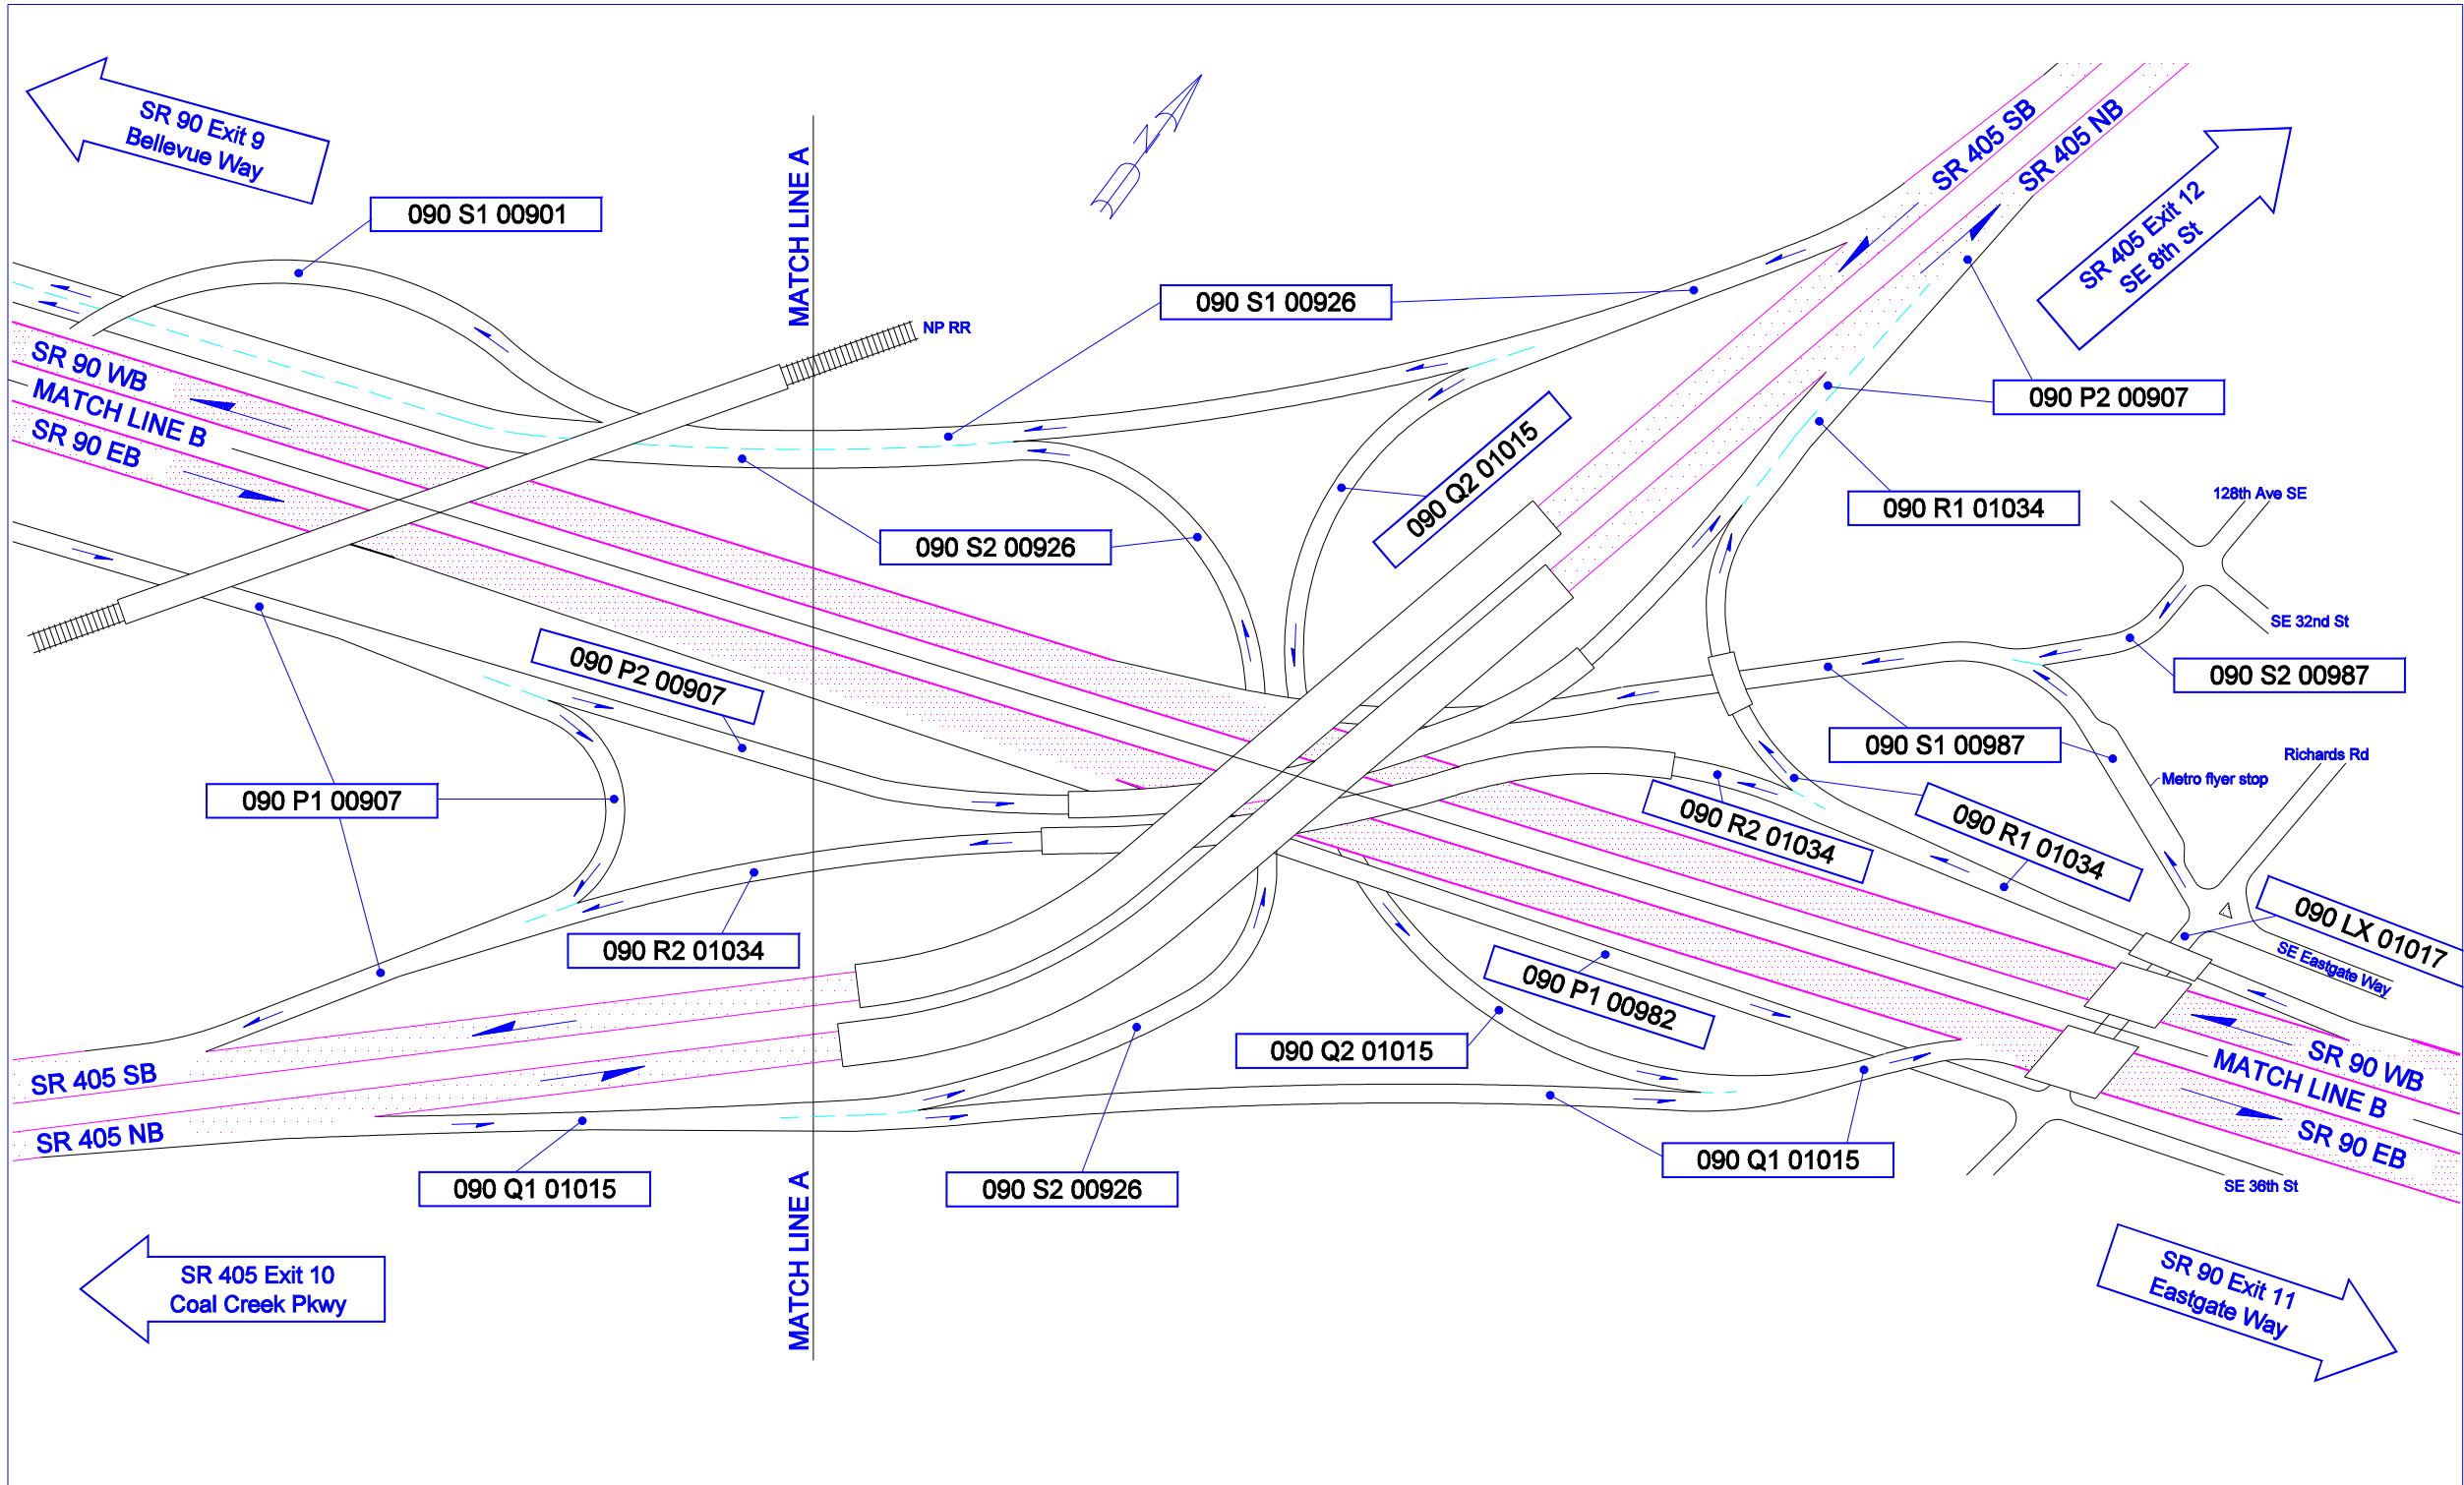 SR 90 Exit 9
Bellevue Way
090 S1 00901
MATCH LINE A
N
SR 405 SB
SR 405 NB
SR 405 Exit 12
SE 8th St
NP RR
090 S1 00926
SR 90 WB
MATCH LINE B
SR 90 EB
090 P2 00907
090 Q2 01015
090 R1 01034
128th Ave SE
090 S2 00926
SE 32nd St
090 S2 00987
090 P2 00907
090 S1 00987
Richards Rd
Metro flyer stop
090 P1 00907
090 R2 01034
090 R1 01034
090 LX 01017
090 R2 01034
SE Eastgate Way
090 P1 00982
090 Q2 01015
SR 90 WB
MATCH LINE B
SR 90 EB
SR 405 SB
SR 405 NB
090 Q1 01015
090 S2 00926
090 Q1 01015
SE 36th St
MATCH LINE A
SR 405 Exit 10
Coal Creek Pkwy
SR 90 Exit 11
Eastgate Way